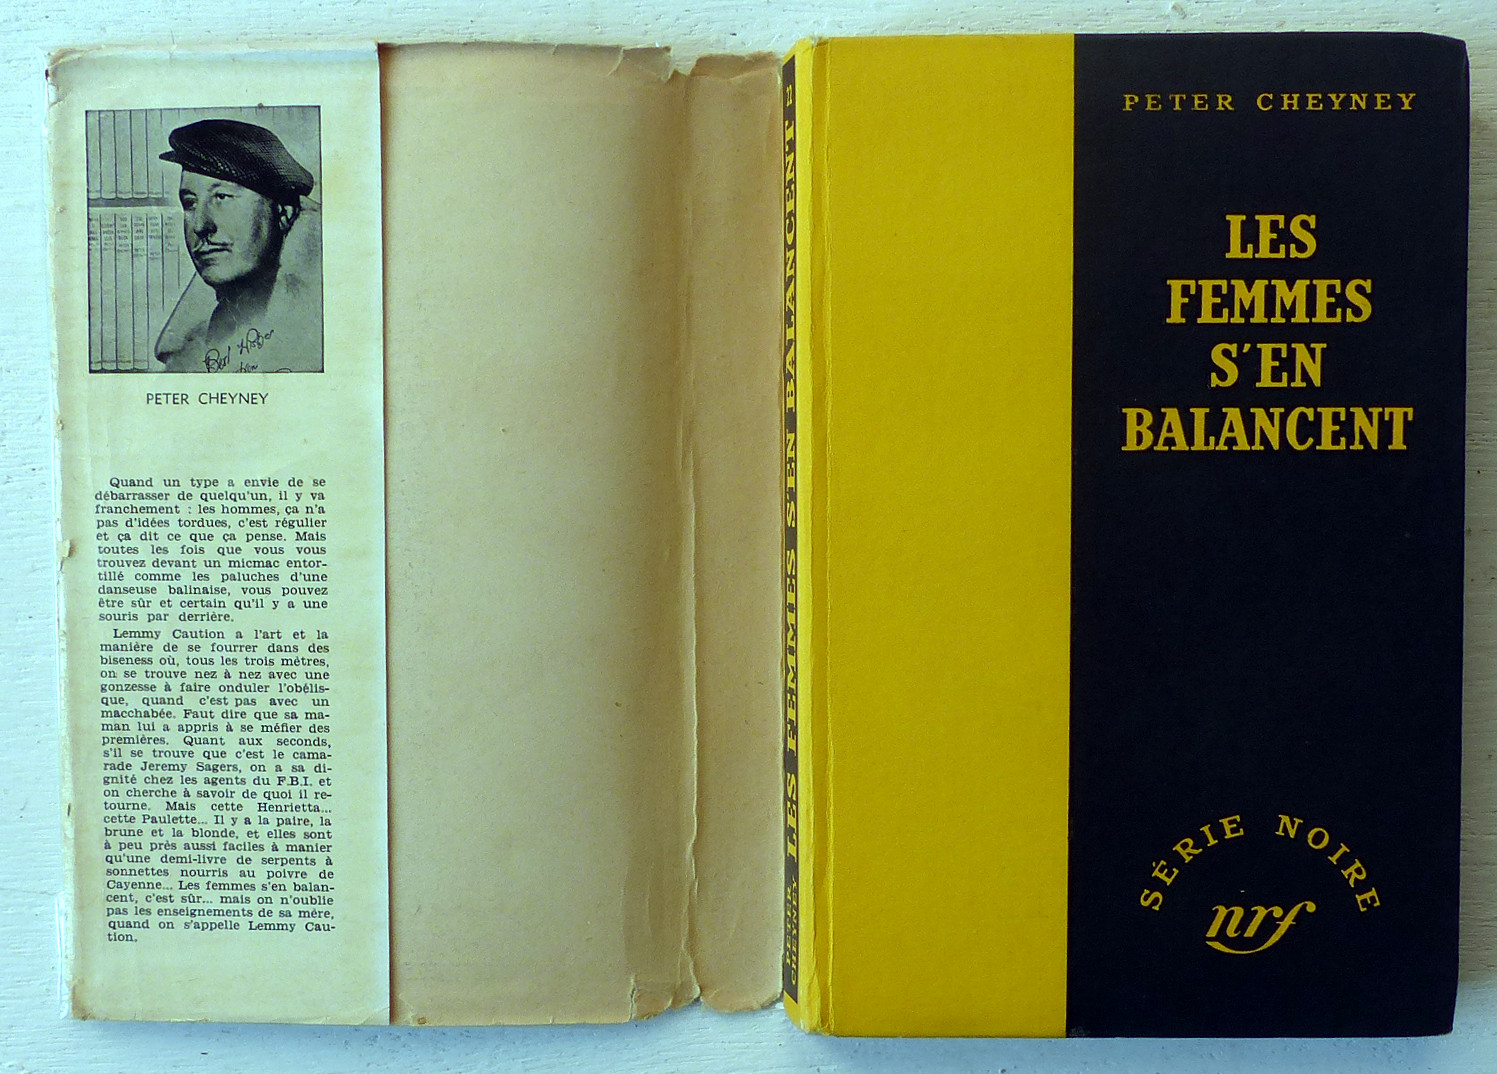 PETER CHEYNEY
Quand un type a envie de se
débarrasser de quelqu'un, il y va
franchement : les hommes, ça n'a
pas d'idées tordues, c'est régulier
et ça dit ce que ça pense. Mais
toutes les fois que vous vous
trouvez devant un micmac entor-
tillé comme les paluches d'une
danseuse balinaise, vous pouvez
être sûr et certain qu'il y a une
souris par derrière.
Lemmy Caution a l'art et la
manière de se fourrer dans des
biseness où, tous les trois mètres,
on se trouve nez à nez avec une
gonzesse à faire onduler l'obélis-
que, quand c'est pas avec un
macchabée. Faut dire que sa ma-
man lui a appris à se méfier des
premières. Quant aux seconds,
s'il se trouve que c'est le cama-
rade Jeremy Sagers, on a sa di-
gnité chez les agents du F.B.I. et
on cherche à savoir de quoi il re-
tourne. Mais cette Henrietta...
cette Paulette... Il y a la paire, la
brune et la blonde, et elles sont
à peu près aussi faciles à manier
qu'une demi-livre de serpents à
sonnettes nourris au poivre de
Cayenne... Les femmes s'en balan-
cent, c'est sûr... mais on n'oublie
pas les enseignements de sa mère,
quand on s'appelle Lemmy Cau-
tion.
PETER
CHEYNEY
LES FEMMES S'EN BALANCENT
22
PETER CHEYNEY
LES
FEMMES
S'EN
BALANCENT
SÉRIE NOIRE
nrf